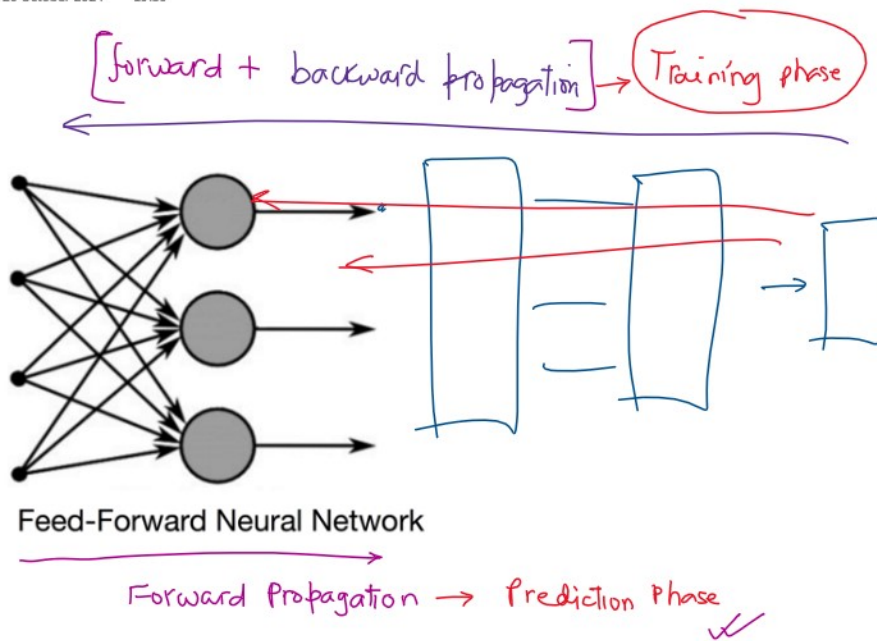 [forward + backward propagation] → Training phase
Feed-Forward Neural Network
Forward Propagation → Prediction Phase